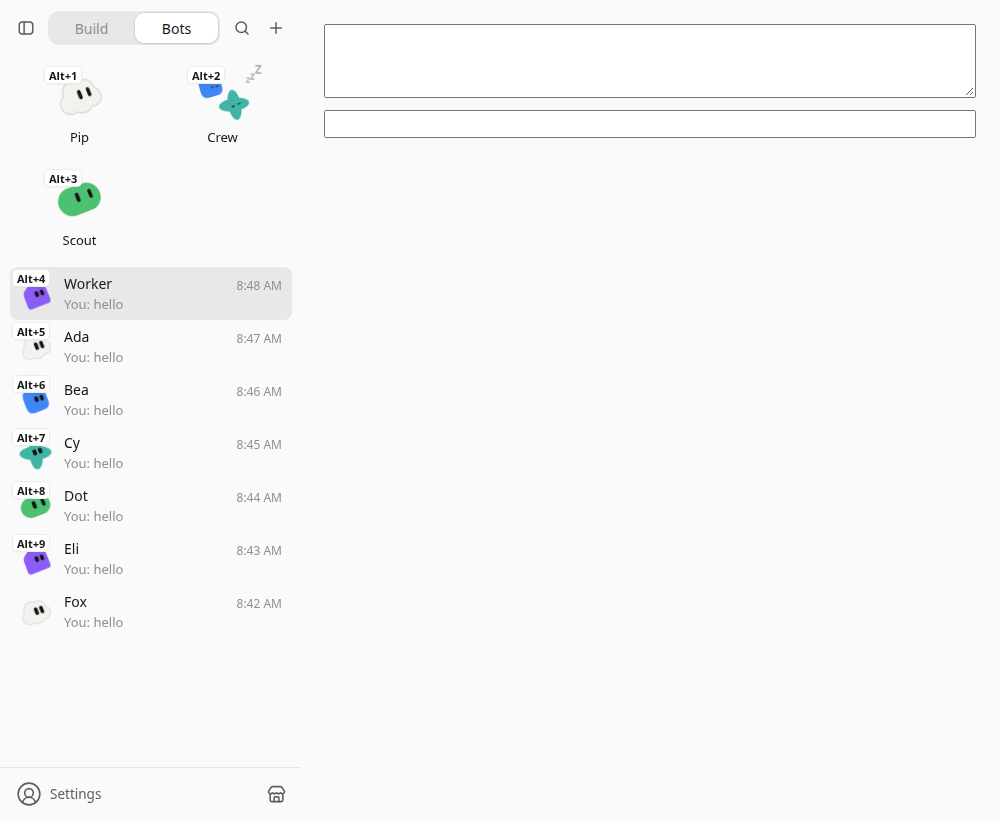 Build
Bots
Alt+1
Pip
Alt+2
zzZ
Crew
Alt+3
Scout
Alt+4
Worker
8:48 AM
You: hello
Alt+5
Ada
8:47 AM
You: hello
Alt+6
Bea
8:46 AM
You: hello
Alt+7
Cy
8:45 AM
You: hello
Alt+8
Dot
8:44 AM
You: hello
Alt+9
Eli
8:43 AM
You: hello
Fox
8:42 AM
You: hello
Settings